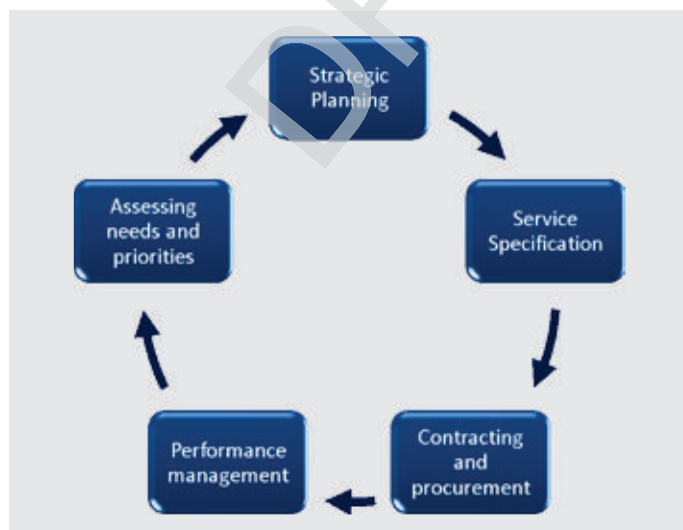 Strategic
Planning
Service
Specification
Contracting
and
procurement
Performance
management
Assessing
needs and
priorities